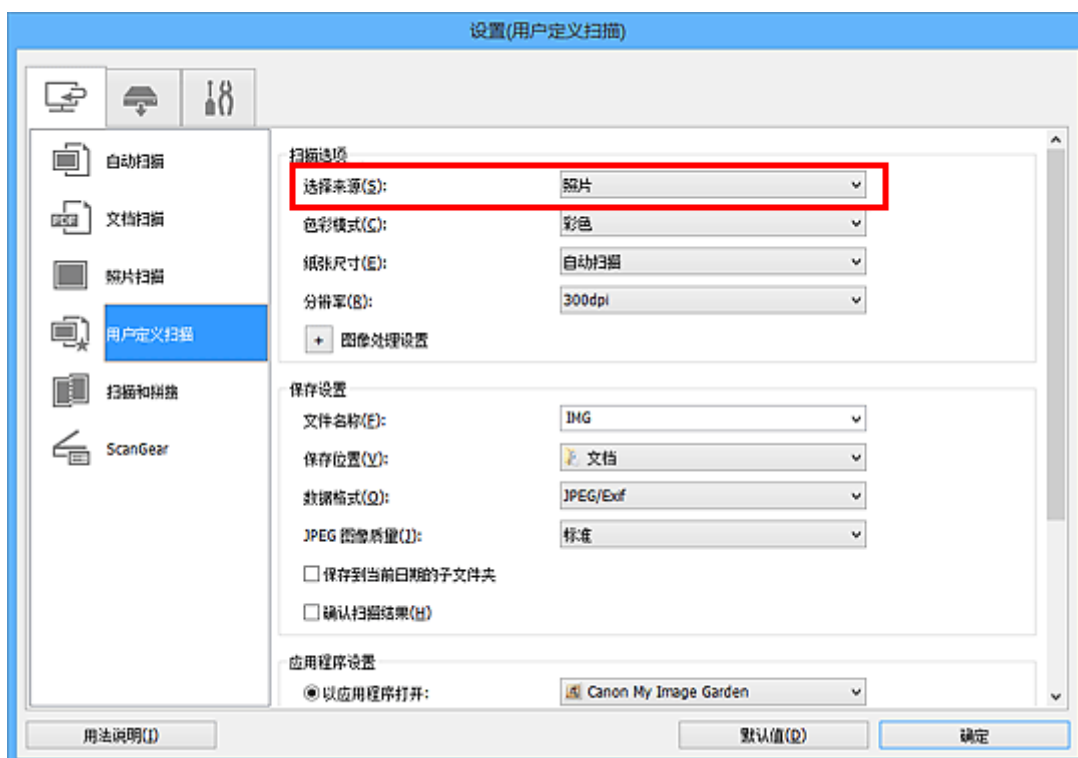 设置(用户定义扫描)
自动扫描
文档扫描
照片扫描
用户定义扫描
扫描和拼接
ScanGear
扫描选项
选择来源(S): 照片
色彩模式(C): 彩色
纸张尺寸(E): 自动扫描
分辨率(R): 300dpi
+ 图像处理设置
保存设置
文件名称(F): IMG
保存位置(V): 文档
数据格式(O): JPEG/Exif
JPEG 图像质量(J): 标准
保存到当前日期的子文件夹
确认扫描结果(H)
应用程序设置
以应用程序打开: Canon My Image Garden
用法说明(I) 默认值(D) 确定